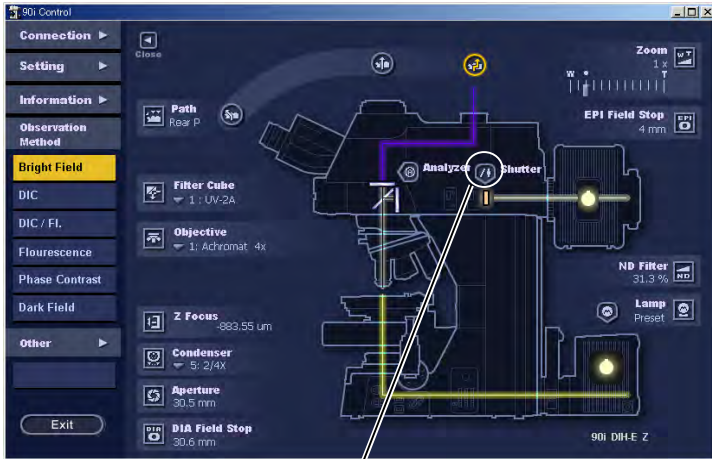 90i Control
Connection
Setting
Information
Observation
Method
Bright Field
DIC
DIC / Fl.
Flourescence
Phase Contrast
Dark Field
Other
Exit
Close
Path
Rear P
Filter Cube
1 : UV-2A
Objective
1: Achromat 4x
Z Focus
-883.55 um
Condenser
5: 2/4X
Aperture
30.5 mm
DIA Field Stop
30.6 mm
Analyzer
Shutter
Zoom
1 x
W T
W T
EPI Field Stop
4 mm
EPI
ND Filter
31.3 %
ND
Lamp
Preset
DIA
90i DIH-E Z